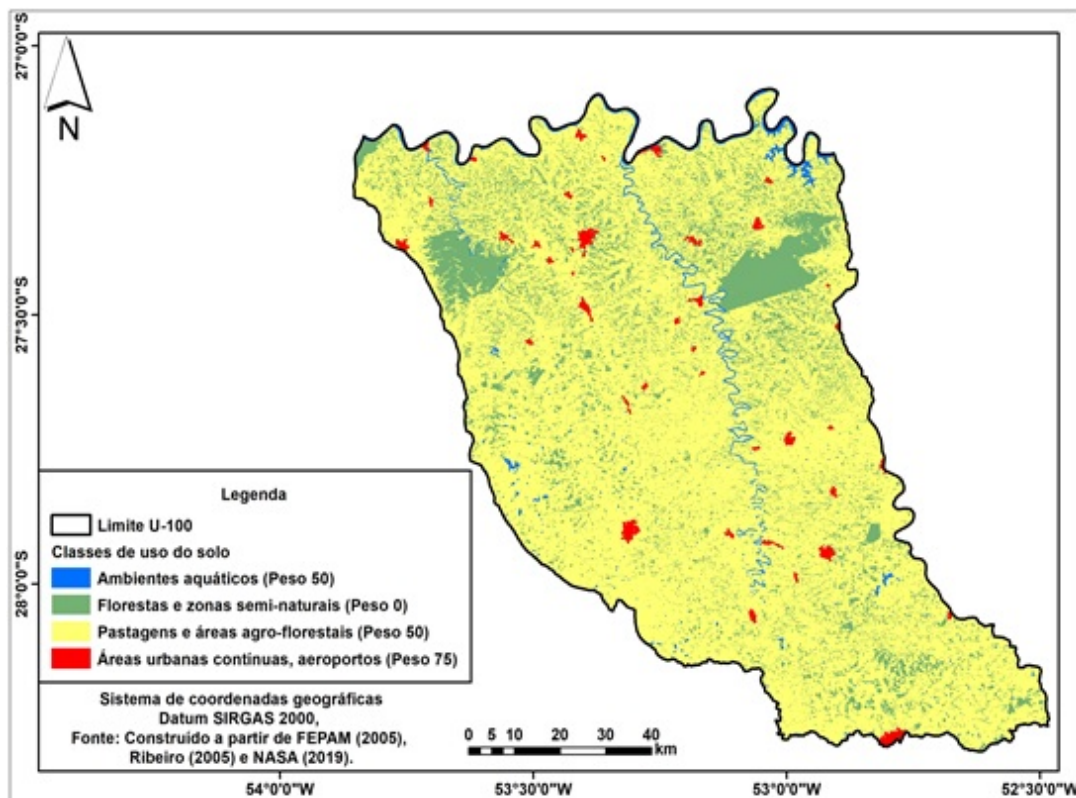 27°0'0"S
N
27°30'0"S
28°0'0"S
Legenda
Limite U-100
Classes de uso do solo
Ambientes aquáticos (Peso 50)
Florestas e zonas semi-naturais (Peso 0)
Pastagens e áreas agro-florestais (Peso 50)
Áreas urbanas contínuas, aeroportos (Peso 75)
Sistema de coordenadas geográficas
Datum SIRGAS 2000,
Fonte: Construído a partir de FEPAM (2005),
Ribeiro (2005) e NASA (2019).
0 5 10 20 30 40
km
54°0'0"W 53°30'0"W 53°0'0"W 52°30'0"W